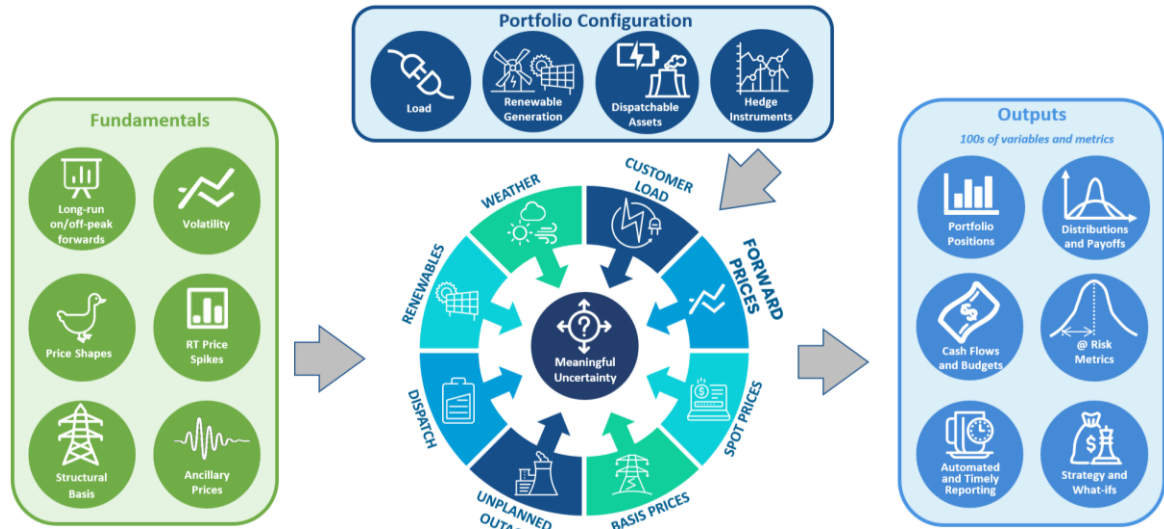 Portfolio Configuration
Load
Renewable
Generation
Dispatchable
Assets
Hedge
Instruments
Fundamentals
Long-run
on/off-peak
forwards
Volatility
Price Shapes
RT Price
Spikes
Structural
Basis
Ancillary
Prices
WEATHER
CUSTOMER
LOAD
FORWARD
PRICES
SPOT PRICES
BASIS PRICES
UNPLANNED
DISPATCH
RENEWABLES
?
Meaningful
Uncertainty
$
Outputs
100s of variables and metrics
Portfolio
Positions
Distributions
and Payoffs
$
Cash Flows
and Budgets
@ Risk
Metrics
Automated
and Timely
Reporting
$
Strategy and
What-ifs